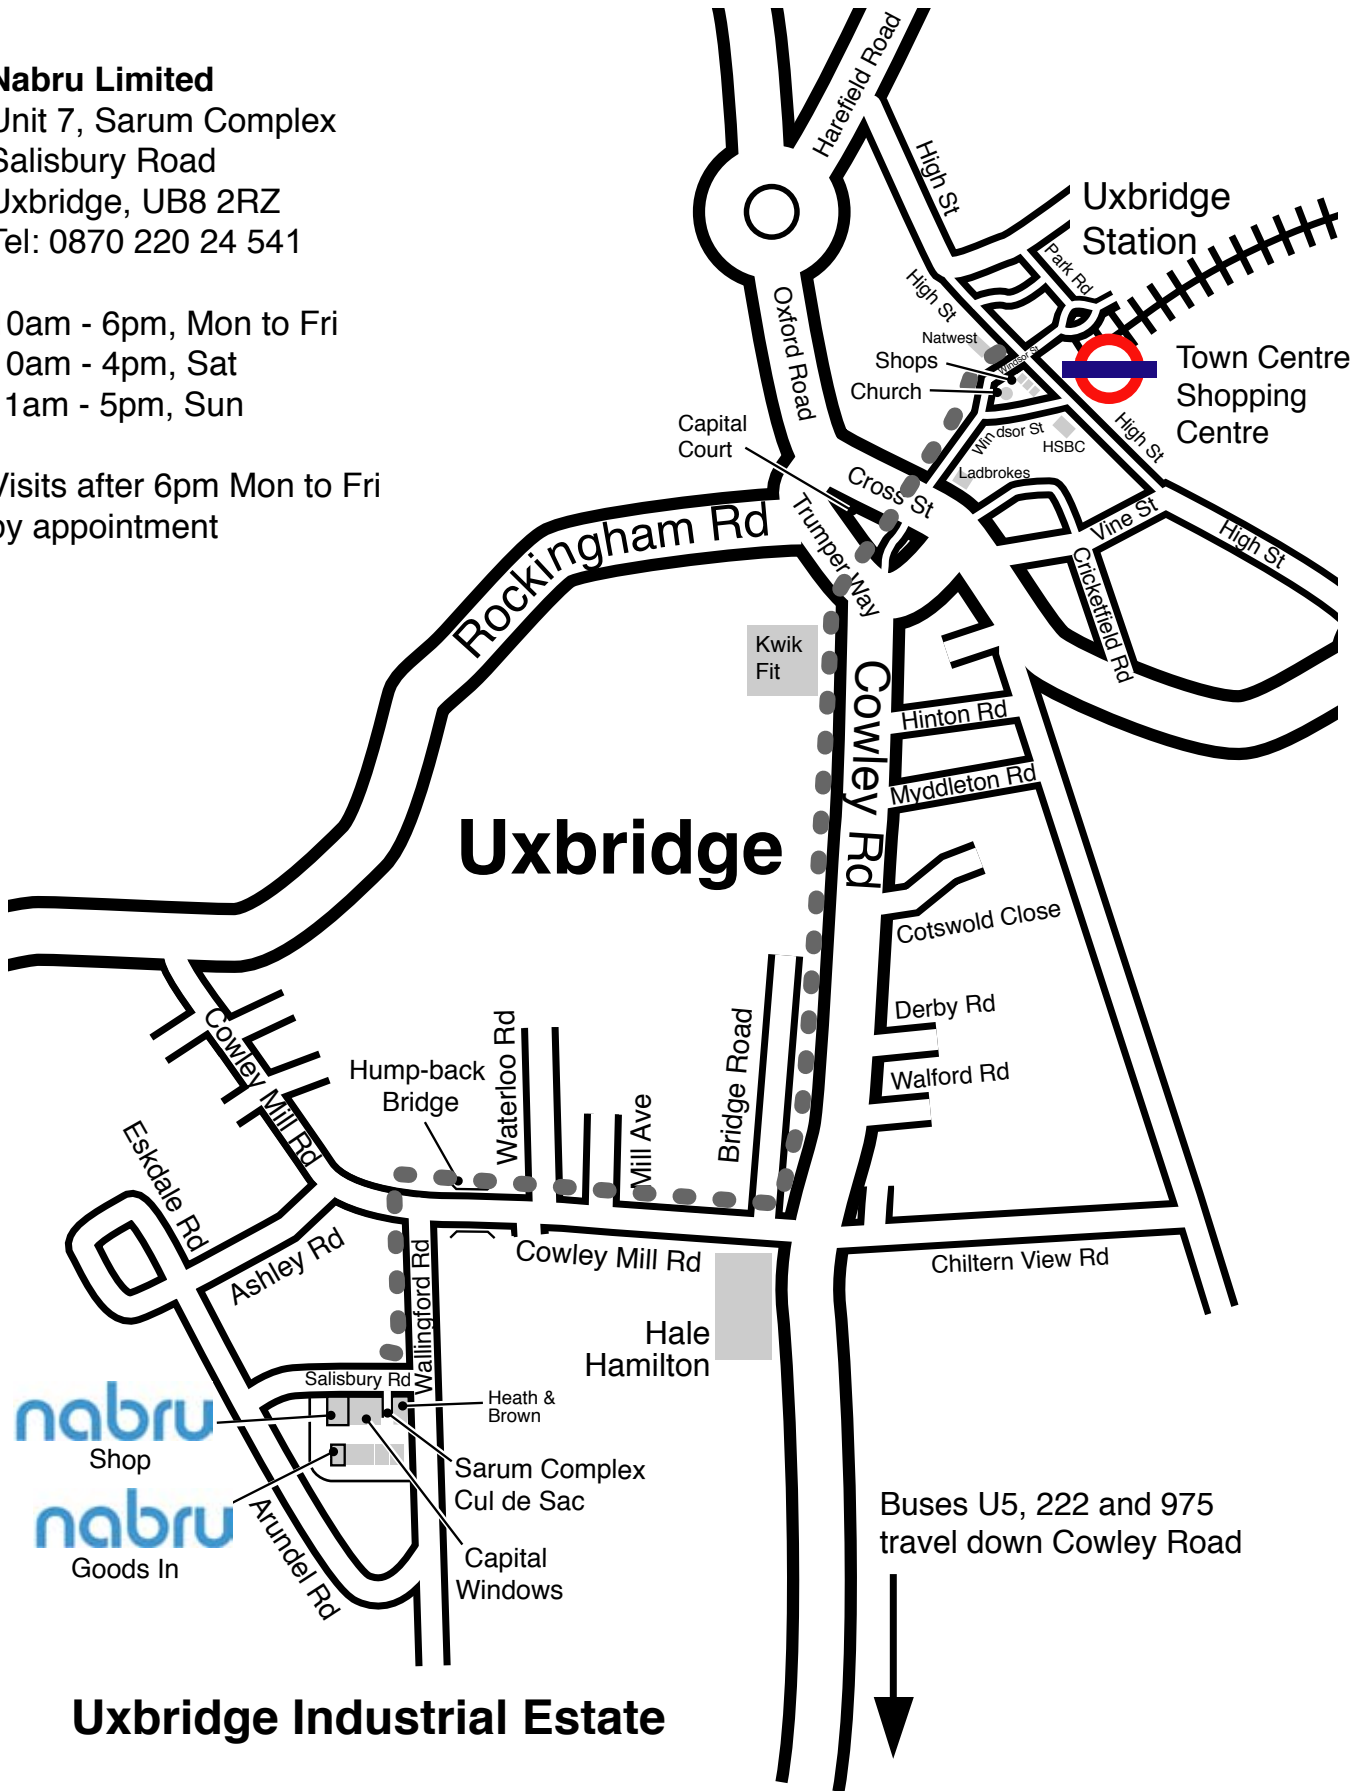 Nabru Limited
Unit 7, Sarum Complex
Salisbury Road
Uxbridge, UB8 2RZ
Tel: 0870 220 24 541
0am - 6pm, Mon to Fri
0am - 4pm, Sat
1am - 5pm, Sun
Visits after 6pm Mon to Fri
by appointment
Harefield Road
High St
Uxbridge
Station
Park Rd
High St
Oxford Road
Natwest
Shops
Windsor St
Church
Town Centre
Shopping
Centre
Capital
Court
Windsor St
HSBC
High St
Ladbrokes
Cross St
Trumper Way
Rockingham Rd
Vine St
High St
Cricketfield Rd
Kwik
Fit
Cowley Rd
Hinton Rd
Myddleton Rd
Uxbridge
Cotswold Close
Derby Rd
Walford Rd
Cowley Mill Rd
Hump-back
Bridge
Waterloo Rd
Mill Ave
Bridge Road
Eskdale Rd
Ashley Rd
Wallingford Rd
Cowley Mill Rd
Chiltern View Rd
Hale
Hamilton
Salisbury Rd
nabru
Shop
Heath &
Brown
Sarum Complex
Cul de Sac
nabru
Goods In
Arundel Rd
Capital
Windows
Buses U5, 222 and 975
travel down Cowley Road
Uxbridge Industrial Estate